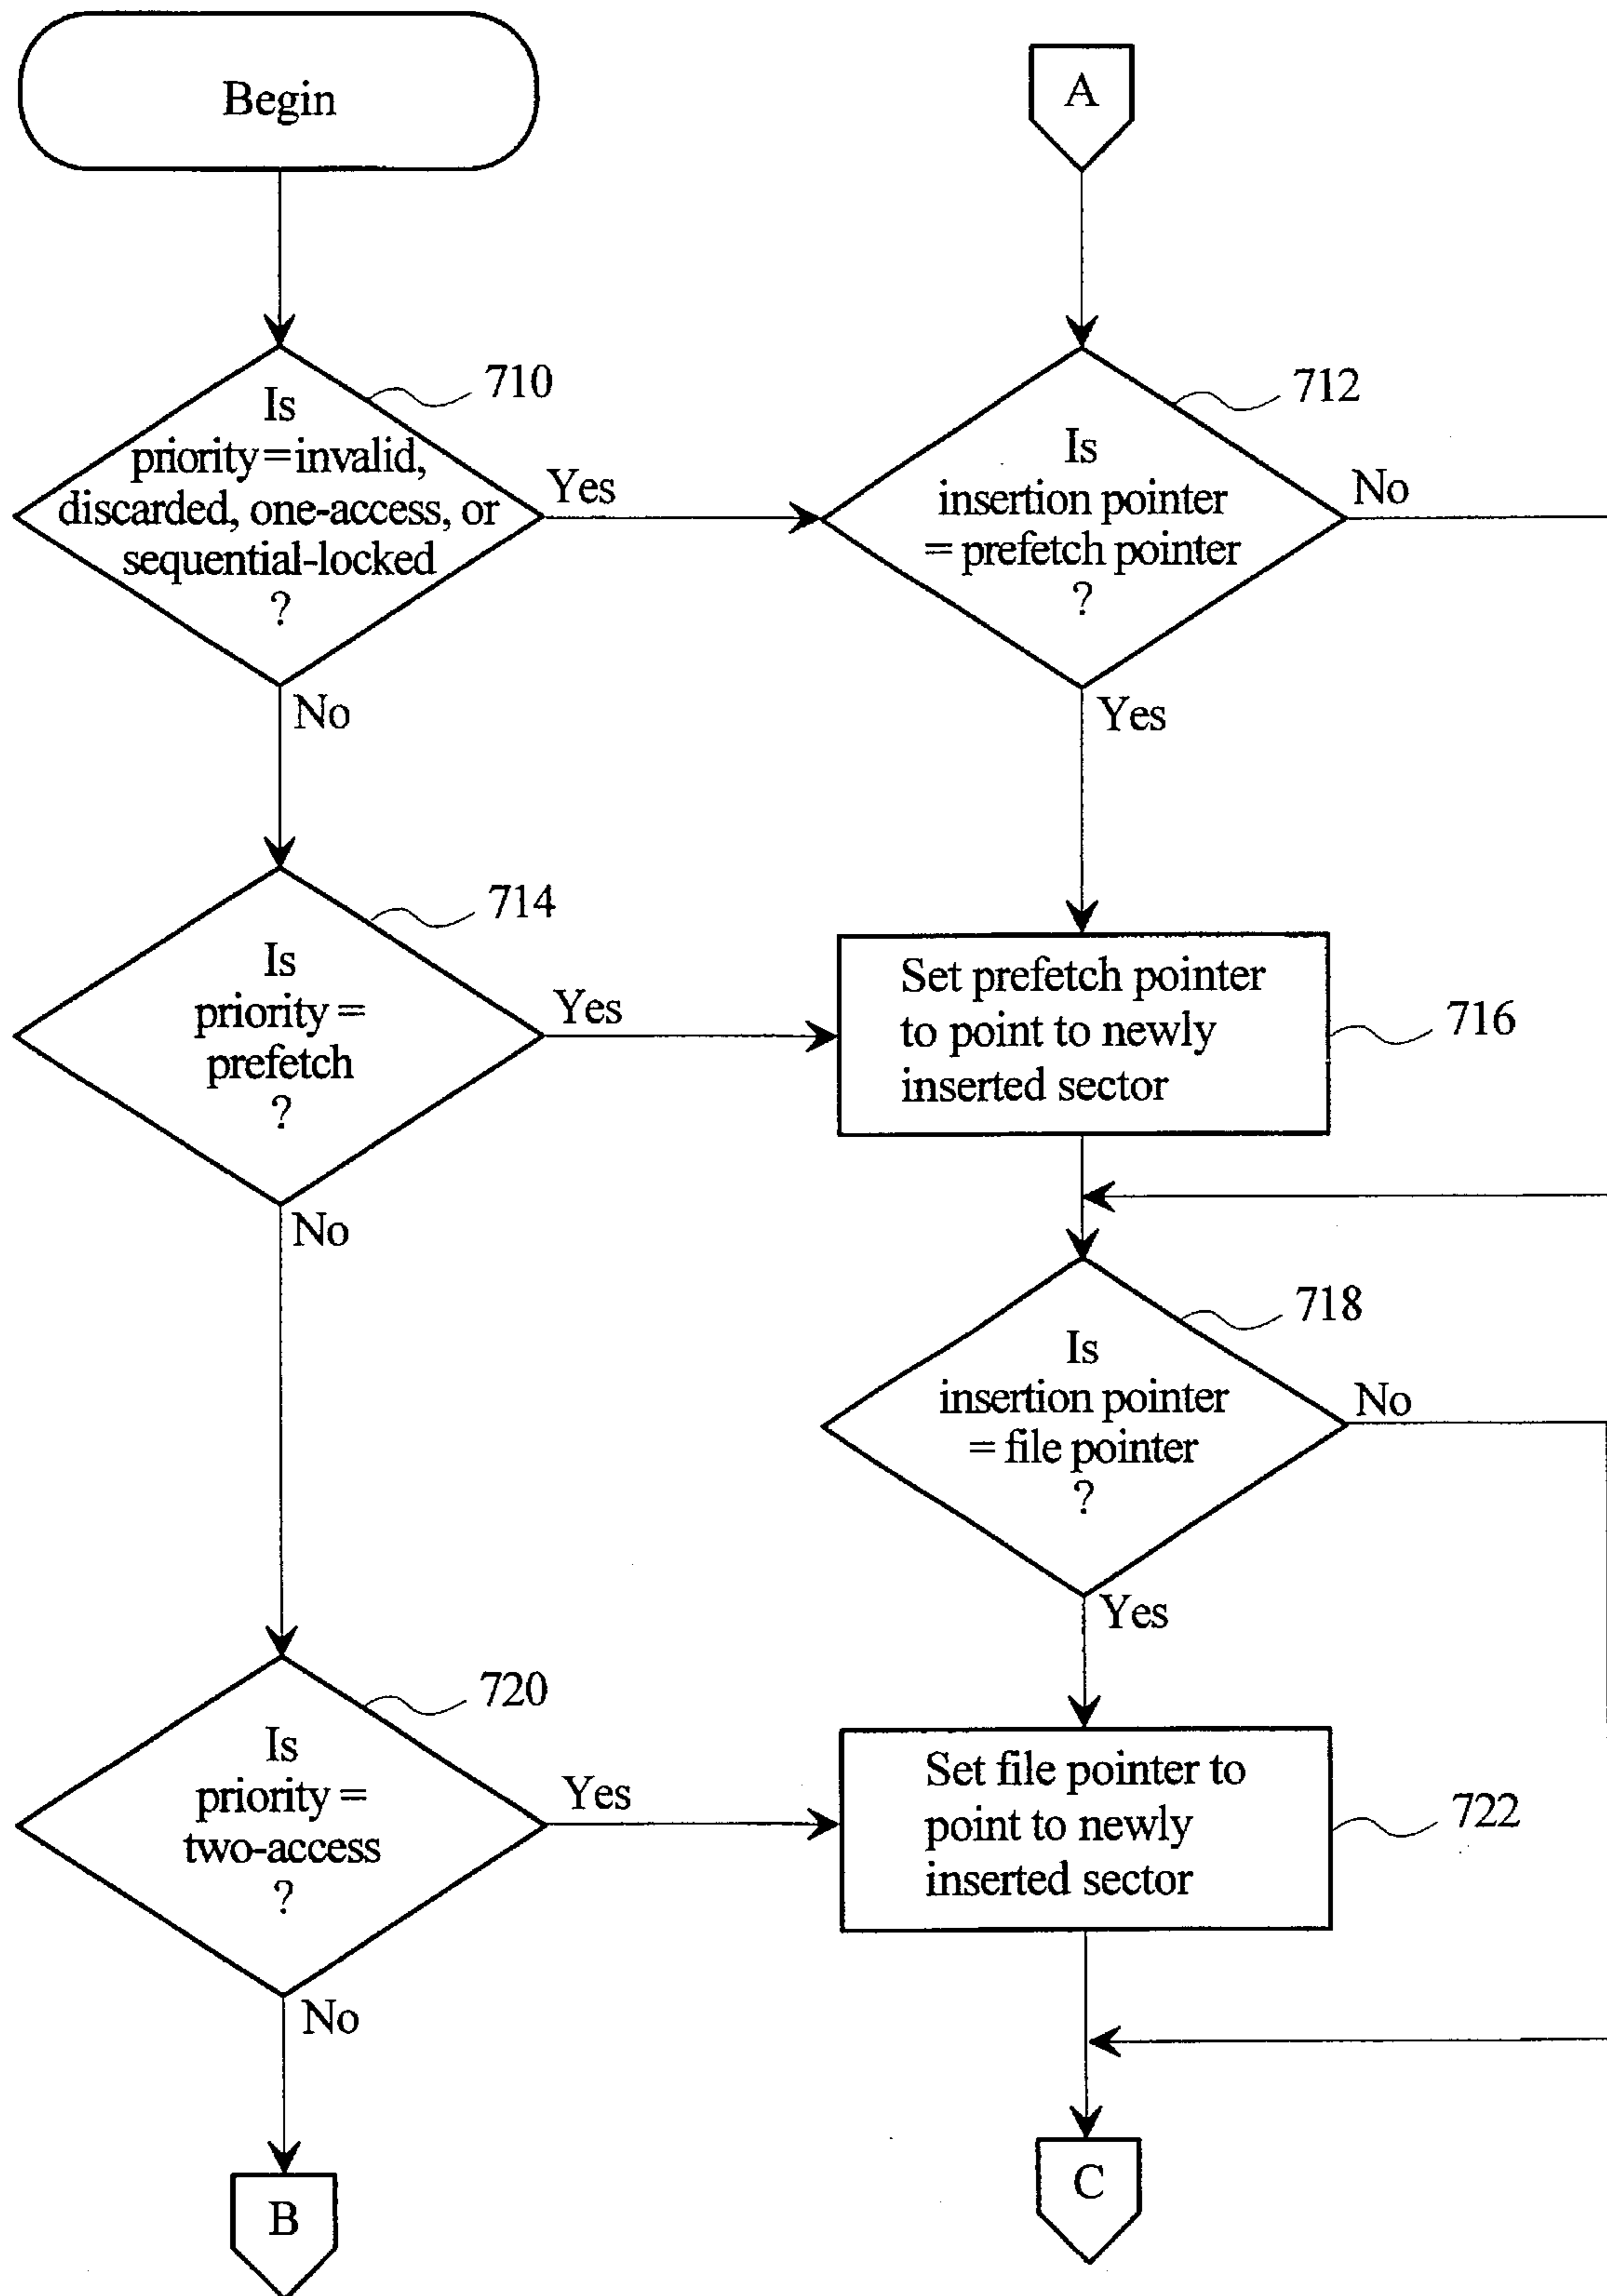 Begin
A
710
Is
priority=invalid,
discarded, one-access, or
sequential-locked
?
Yes
No
712
Is
insertion pointer
= prefetch pointer
?
No
Yes
714
Is
priority =
prefetch
?
Yes
No
Set prefetch pointer
to point to newly
inserted sector
716
718
Is
insertion pointer
= file pointer
?
No
Yes
720
Is
priority =
two-access
?
Yes
No
Set file pointer to
point to newly
inserted sector
722
B
C